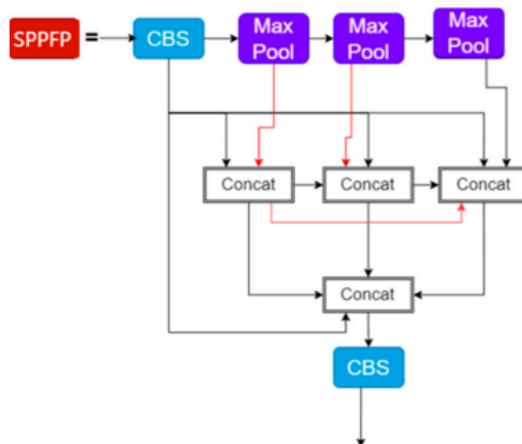 SPPFP =
CBS
Max
Pool
Max
Pool
Max
Pool
Concat
Concat
Concat
Concat
CBS